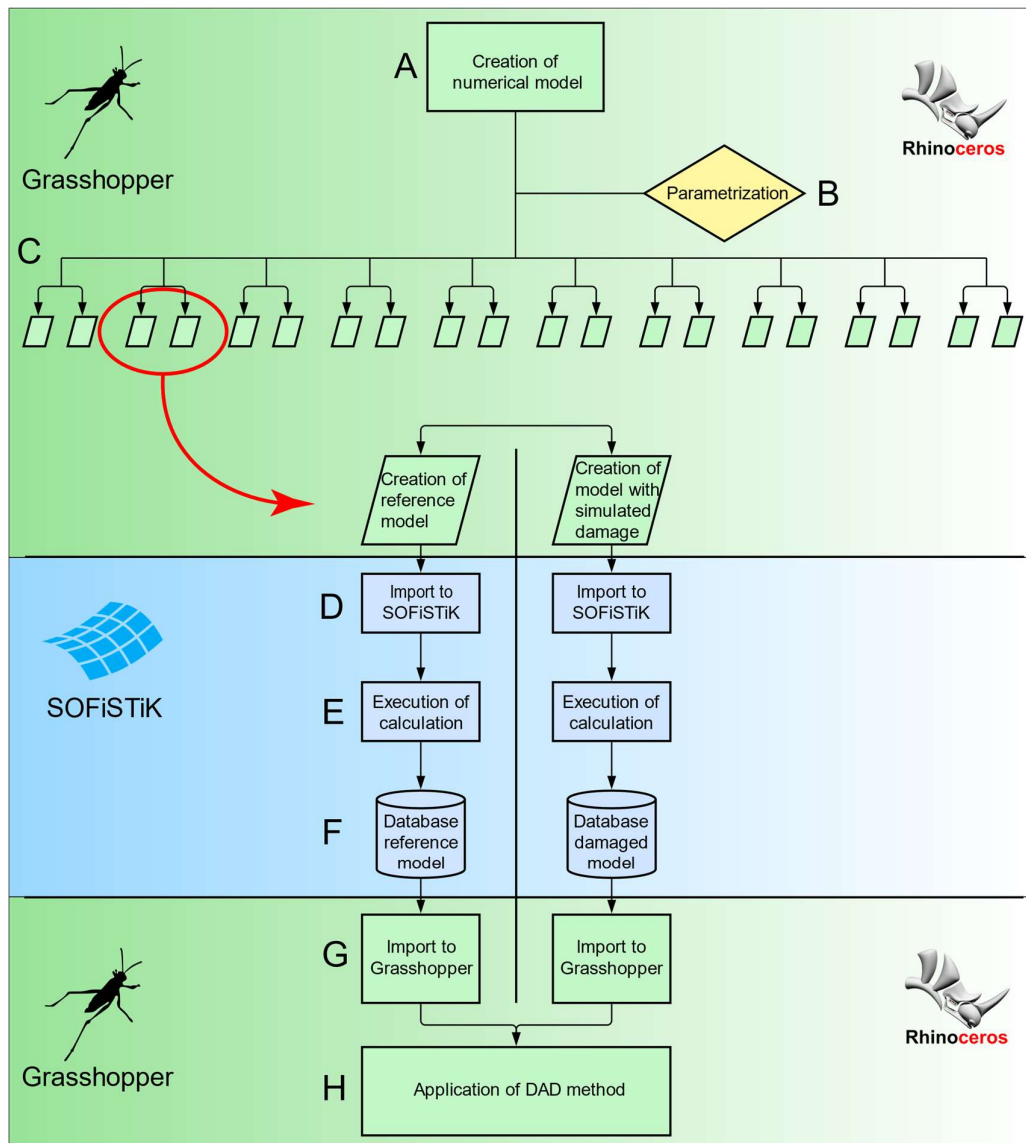 A
Creation of
numerical model
Grasshopper
Rhinoceros
Parametrization
B
C
Creation of
reference
model
Creation of
model with
simulated
damage
D
Import to
SOFiSTiK
Import to
SOFiSTiK
SOFiSTiK
E
Execution of
calculation
Execution of
calculation
F
Database
reference
model
Database
damaged
model
G
Import to
Grasshopper
Import to
Grasshopper
Grasshopper
Rhinoceros
H
Application of DAD method